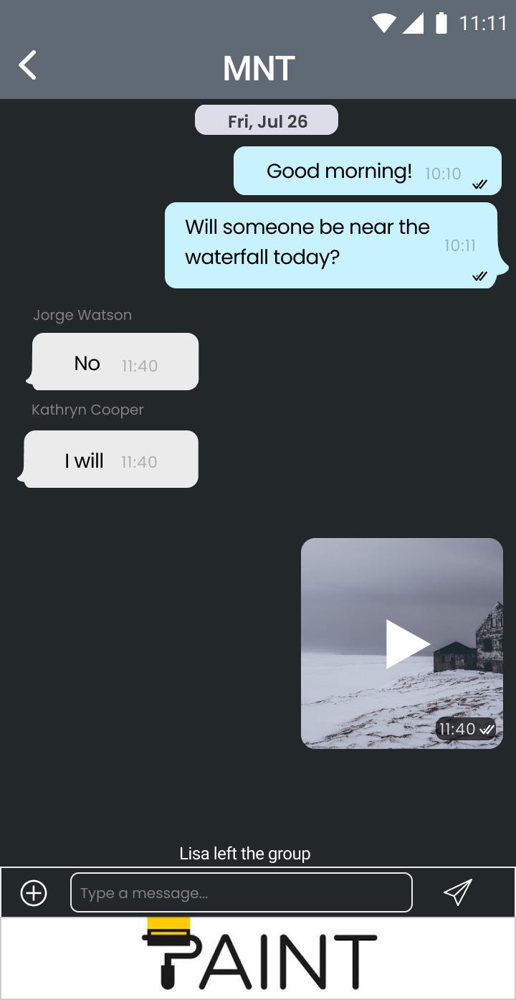 11:11
MNT
Fri, Jul 26
Good morning! 10:10
Will someone be near the
waterfall today? 10:11
Jorge Watson
No 11:40
Kathryn Cooper
I will 11:40
11:40
Lisa left the group
Type a message...
PAINT